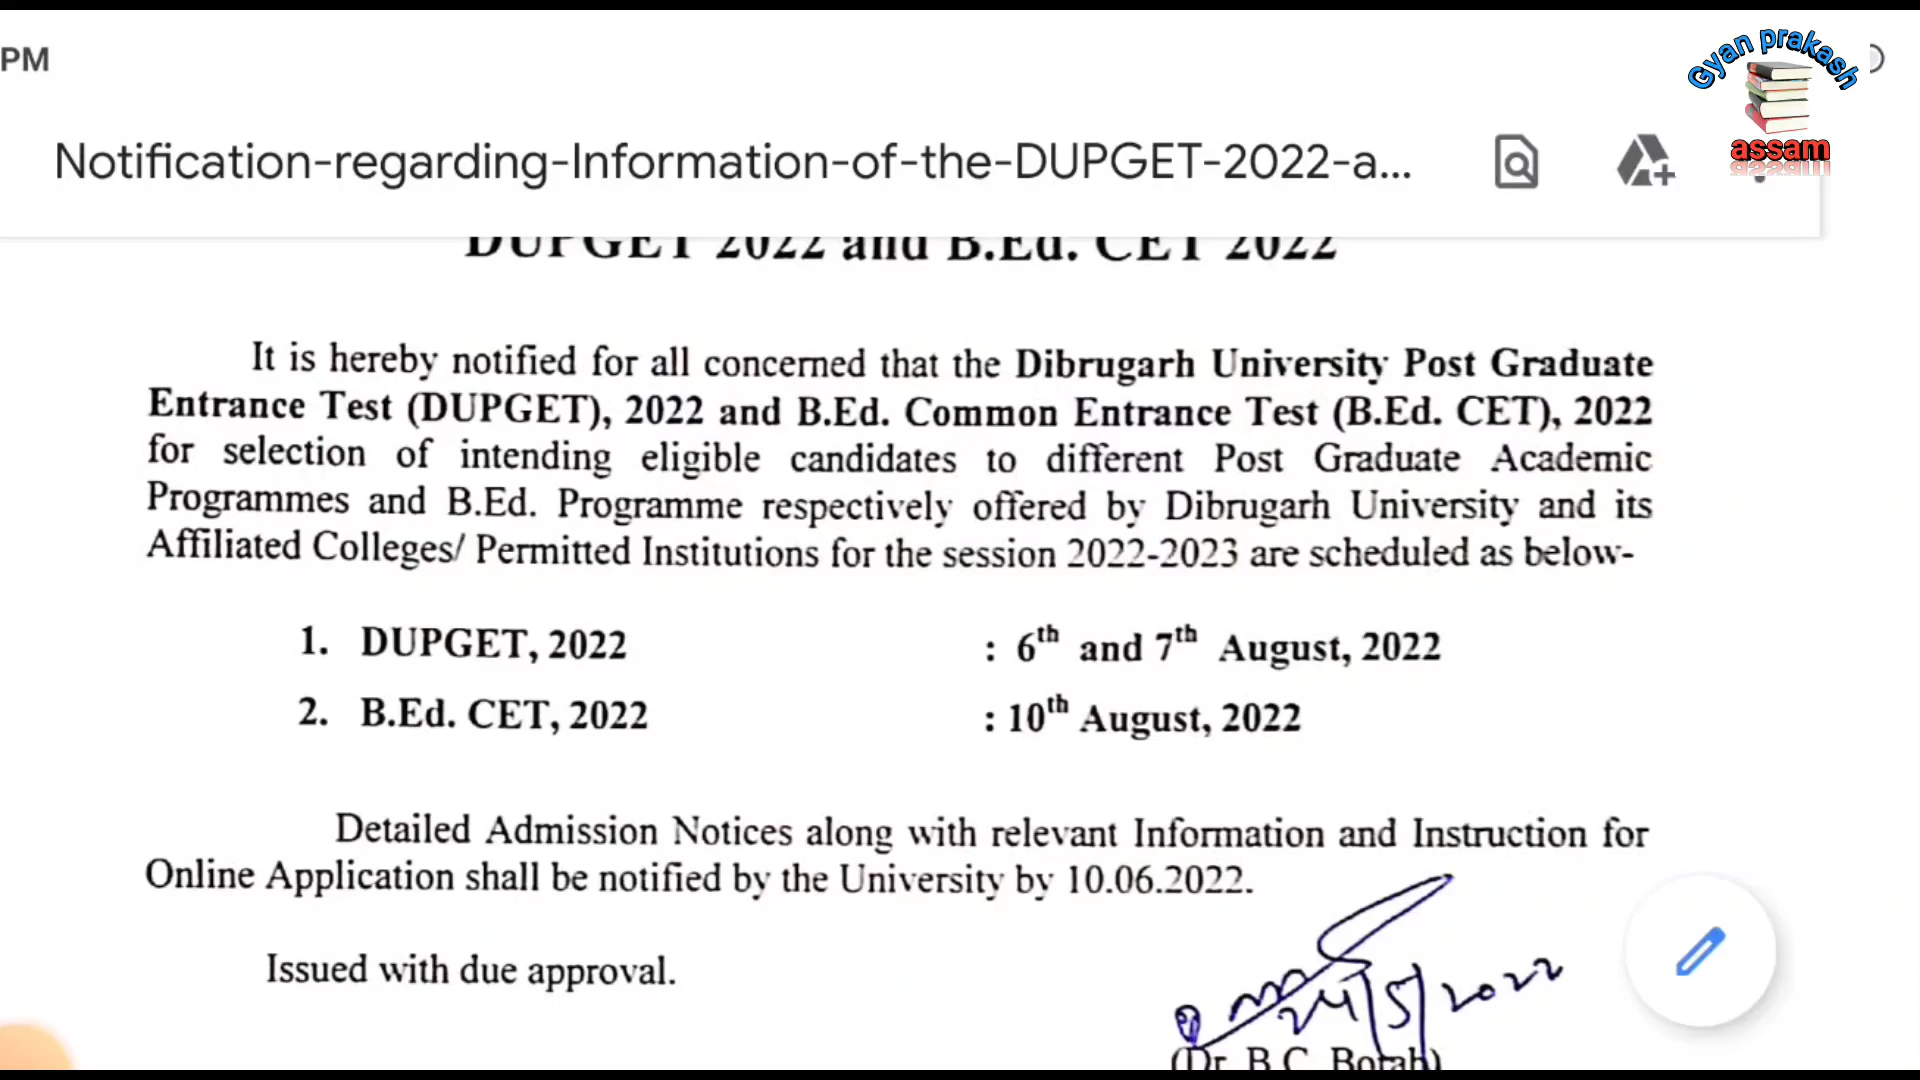 PM
Gyan prakash
assam
Notification-regarding-Information-of-the-DUPGET-2022-a...
DUPGET 2022 and B.Ed. CET 2022
It is hereby notified for all concerned that the Dibrugarh University Post Graduate
Entrance Test (DUPGET), 2022 and B.Ed. Common Entrance Test (B.Ed. CET), 2022
for selection of intending eligible candidates to different Post Graduate Academic
Programmes and B.Ed. Programme respectively offered by Dibrugarh University and its
Affiliated Colleges/ Permitted Institutions for the session 2022-2023 are scheduled as below-
1. DUPGET, 2022 : 6th and 7th August, 2022
2. B.Ed. CET, 2022 : 10th August, 2022
Detailed Admission Notices along with relevant Information and Instruction for
Online Application shall be notified by the University by 10.06.2022.
Issued with due approval.
24/5/2022
(Dr. B.C. Borah)